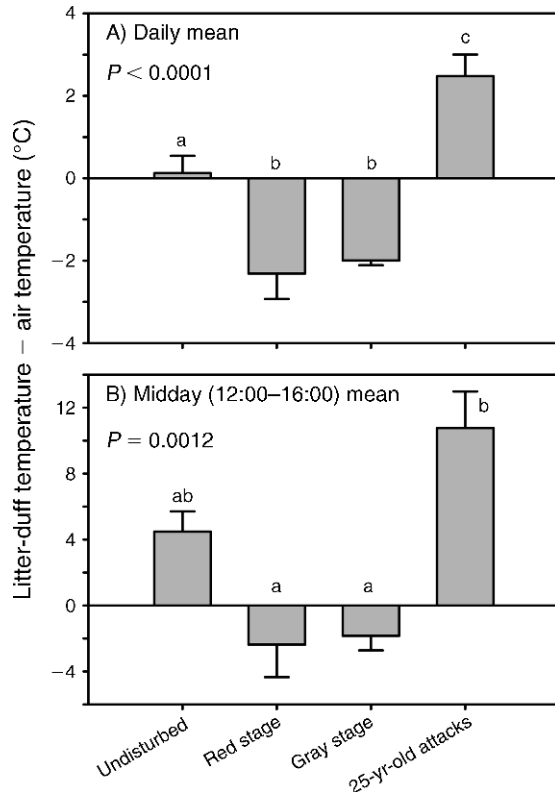 Litter-duff temperature – air temperature (°C)
A) Daily mean
P < 0.0001
4
2
0
−2
−4
a
b
b
c
B) Midday (12:00–16:00) mean
P = 0.0012
12
8
4
0
−4
ab
a
a
b
Undisturbed
Red stage
Gray stage
25-yr-old attacks